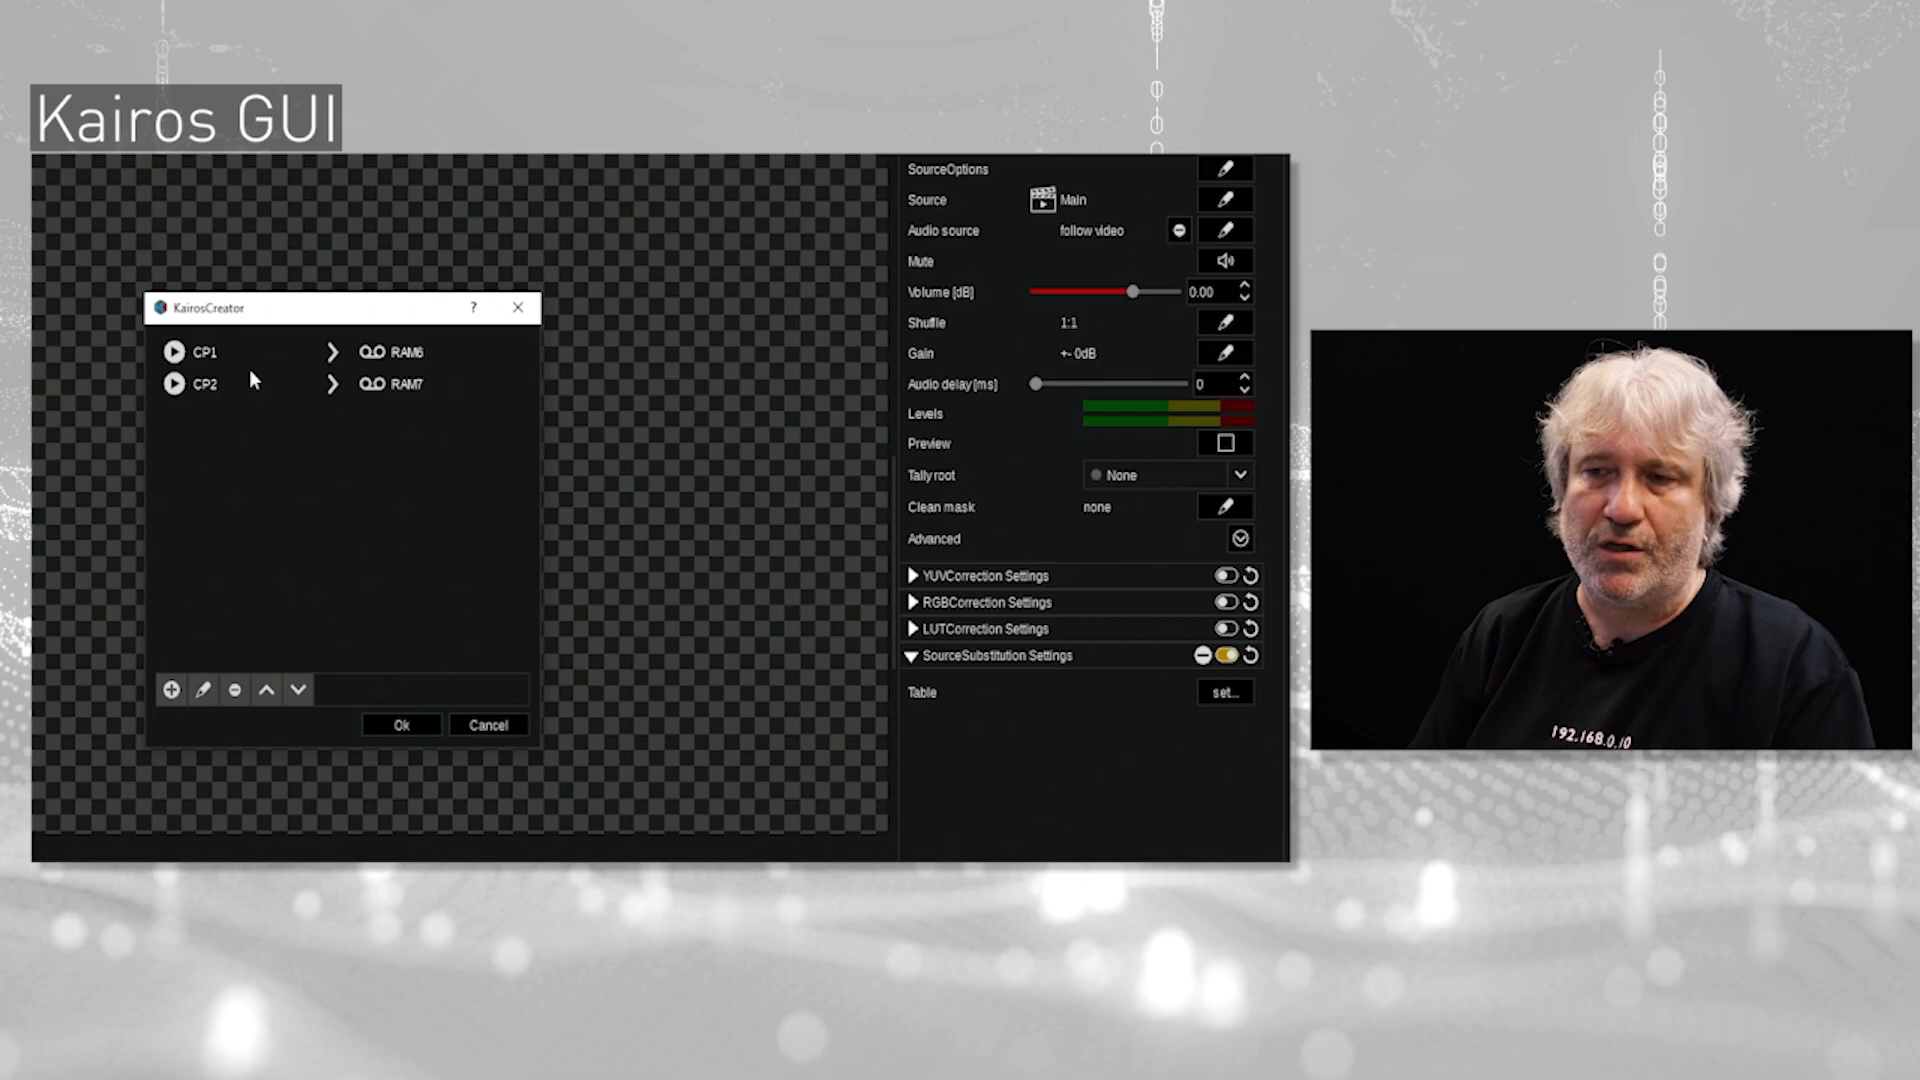 Kairos GUI
KairosCreator
?
CP1
RAM6
CP2
RAM7
Ok
Cancel
SourceOptions
Source
Main
Audio source
follow video
Mute
Volume [dB]
0.00
Shuffle
1:1
Gain
+- 0dB
Audio delay[ms]
0
Levels
Preview
Tally root
None
Clean mask
none
Advanced
YUVCorrection Settings
RGBCorrection Settings
LUTCorrection Settings
SourceSubstitution Settings
Table
set...
192.168.0.10